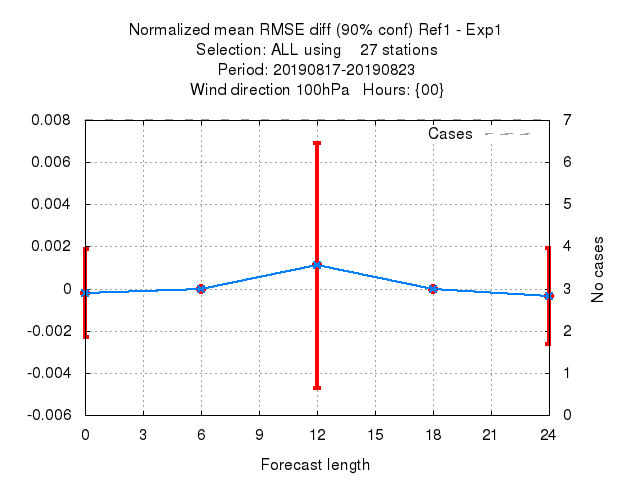 Normalized mean RMSE diff (90% conf) Ref1 - Exp1
Selection: ALL using    27 stations
Period: 20190817-20190823
Wind direction 100hPa   Hours: {00}
Cases
0.008
0.006
0.004
0.002
0
-0.002
-0.004
-0.006
7
6
5
4
3
2
1
0
No cases
0 3 6 9 12 15 18 21 24
Forecast length